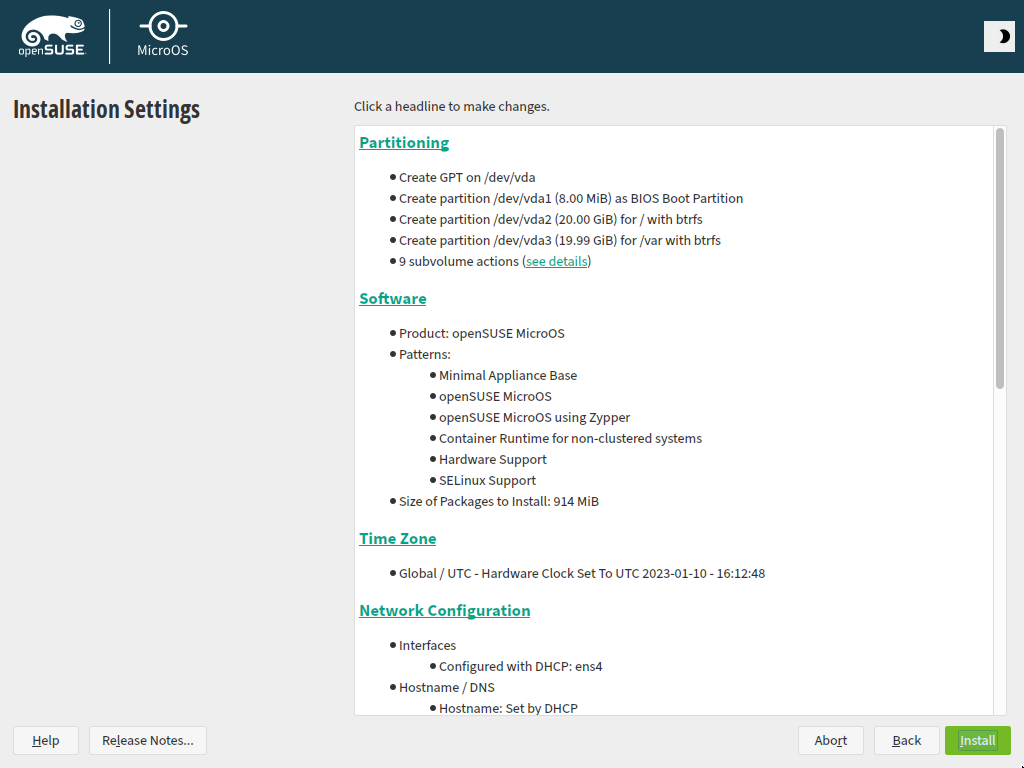 openSUSE
MicroOS
Installation Settings
Click a headline to make changes.
Partitioning
Create GPT on /dev/vda
Create partition /dev/vda1 (8.00 MiB) as BIOS Boot Partition
Create partition /dev/vda2 (20.00 GiB) for / with btrfs
Create partition /dev/vda3 (19.99 GiB) for /var with btrfs
9 subvolume actions (see details)
Software
Product: openSUSE MicroOS
Patterns:
Minimal Appliance Base
openSUSE MicroOS
openSUSE MicroOS using Zypper
Container Runtime for non-clustered systems
Hardware Support
SELinux Support
Size of Packages to Install: 914 MiB
Time Zone
Global / UTC - Hardware Clock Set To UTC 2023-01-10 - 16:12:48
Network Configuration
Interfaces
Configured with DHCP: ens4
Hostname / DNS
Hostname: Set by DHCP
Help Release Notes... Abort Back Install